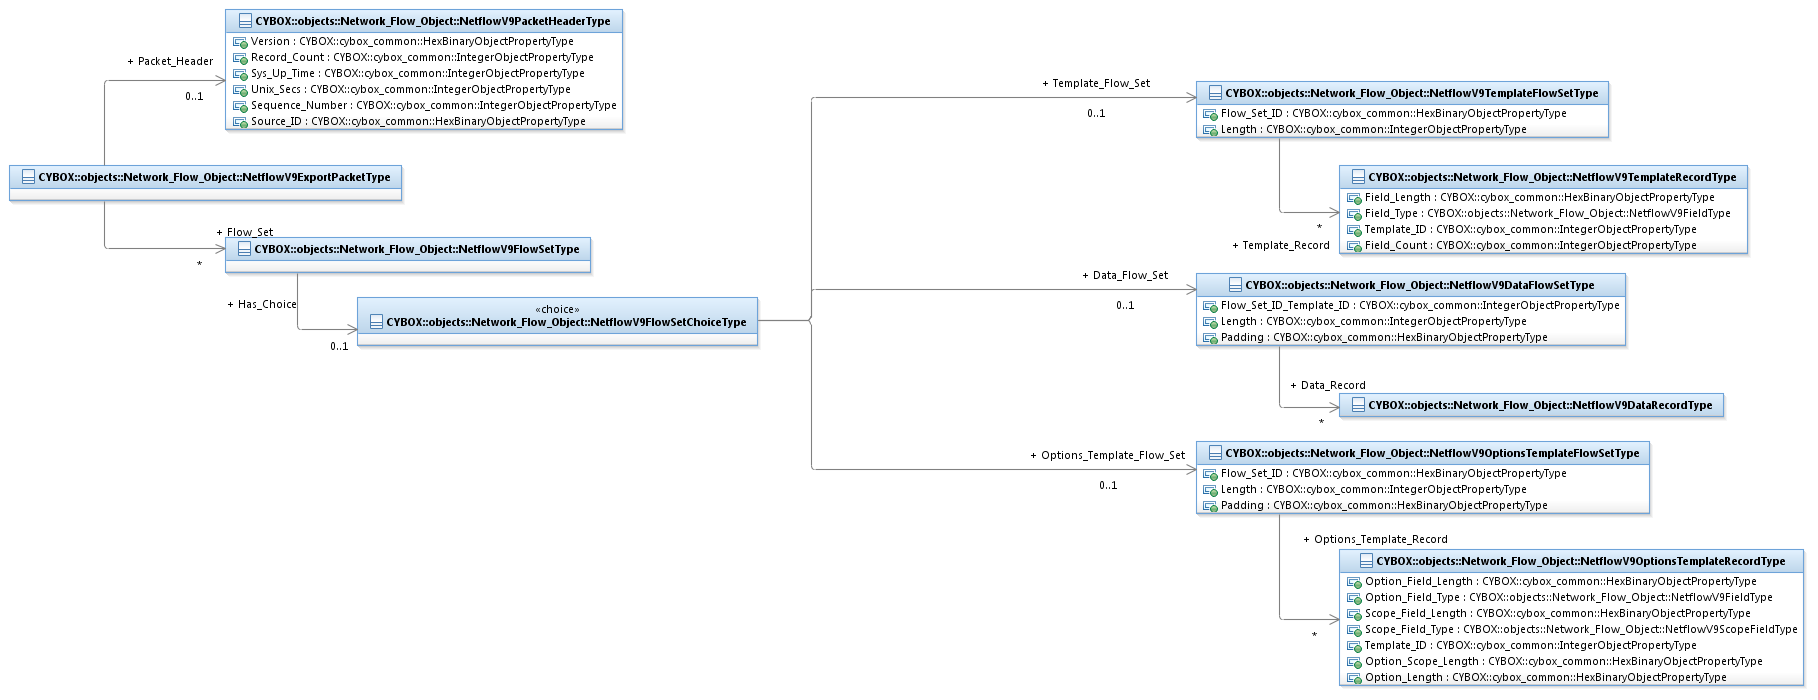 CYBOX::objects::Network_Flow_Object::NetflowV9PacketHeaderType
Version : CYBOX::cybox_common::HexBinaryObjectPropertyType
Record_Count : CYBOX::cybox_common::IntegerObjectPropertyType
Sys_Up_Time : CYBOX::cybox_common::IntegerObjectPropertyType
Unix_Secs : CYBOX::cybox_common::IntegerObjectPropertyType
Sequence_Number : CYBOX::cybox_common::IntegerObjectPropertyType
Source_ID : CYBOX::cybox_common::HexBinaryObjectPropertyType
+ Packet_Header
0..1
CYBOX::objects::Network_Flow_Object::NetflowV9ExportPacketType
+ Flow_Set
*
CYBOX::objects::Network_Flow_Object::NetflowV9FlowSetType
+ Has_Choice
0..1
«choice»
CYBOX::objects::Network_Flow_Object::NetflowV9FlowSetChoiceType
+ Template_Flow_Set
0..1
CYBOX::objects::Network_Flow_Object::NetflowV9TemplateFlowSetType
Flow_Set_ID : CYBOX::cybox_common::HexBinaryObjectPropertyType
Length : CYBOX::cybox_common::IntegerObjectPropertyType
CYBOX::objects::Network_Flow_Object::NetflowV9TemplateRecordType
Field_Length : CYBOX::cybox_common::HexBinaryObjectPropertyType
Field_Type : CYBOX::objects::Network_Flow_Object::NetflowV9FieldType
Template_ID : CYBOX::cybox_common::IntegerObjectPropertyType
Field_Count : CYBOX::cybox_common::IntegerObjectPropertyType
*
+ Template_Record
+ Data_Flow_Set
0..1
CYBOX::objects::Network_Flow_Object::NetflowV9DataFlowSetType
Flow_Set_ID_Template_ID : CYBOX::cybox_common::IntegerObjectPropertyType
Length : CYBOX::cybox_common::IntegerObjectPropertyType
Padding : CYBOX::cybox_common::HexBinaryObjectPropertyType
+ Data_Record
*
CYBOX::objects::Network_Flow_Object::NetflowV9DataRecordType
+ Options_Template_Flow_Set
0..1
CYBOX::objects::Network_Flow_Object::NetflowV9OptionsTemplateFlowSetType
Flow_Set_ID : CYBOX::cybox_common::HexBinaryObjectPropertyType
Length : CYBOX::cybox_common::IntegerObjectPropertyType
Padding : CYBOX::cybox_common::HexBinaryObjectPropertyType
+ Options_Template_Record
*
CYBOX::objects::Network_Flow_Object::NetflowV9OptionsTemplateRecordType
Option_Field_Length : CYBOX::cybox_common::HexBinaryObjectPropertyType
Option_Field_Type : CYBOX::objects::Network_Flow_Object::NetflowV9FieldType
Scope_Field_Length : CYBOX::cybox_common::HexBinaryObjectPropertyType
Scope_Field_Type : CYBOX::objects::Network_Flow_Object::NetflowV9ScopeFieldType
Template_ID : CYBOX::cybox_common::IntegerObjectPropertyType
Option_Scope_Length : CYBOX::cybox_common::HexBinaryObjectPropertyType
Option_Length : CYBOX::cybox_common::HexBinaryObjectPropertyType